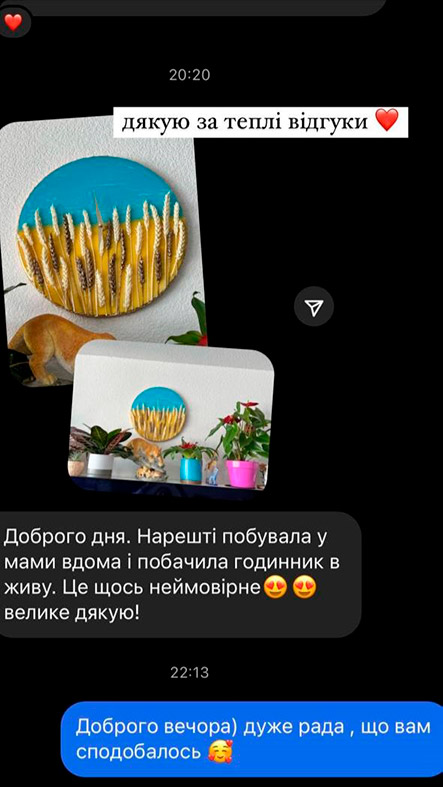 20:20
дякую за теплі відгуки ❤️
Доброго дня. Нарешті побувала у
мами вдома і побачила годинник в
живу. Це щось неймовірне😍😍
велике дякую!
22:13
Доброго вечора) дуже рада , що вам
сподобалось 🥰